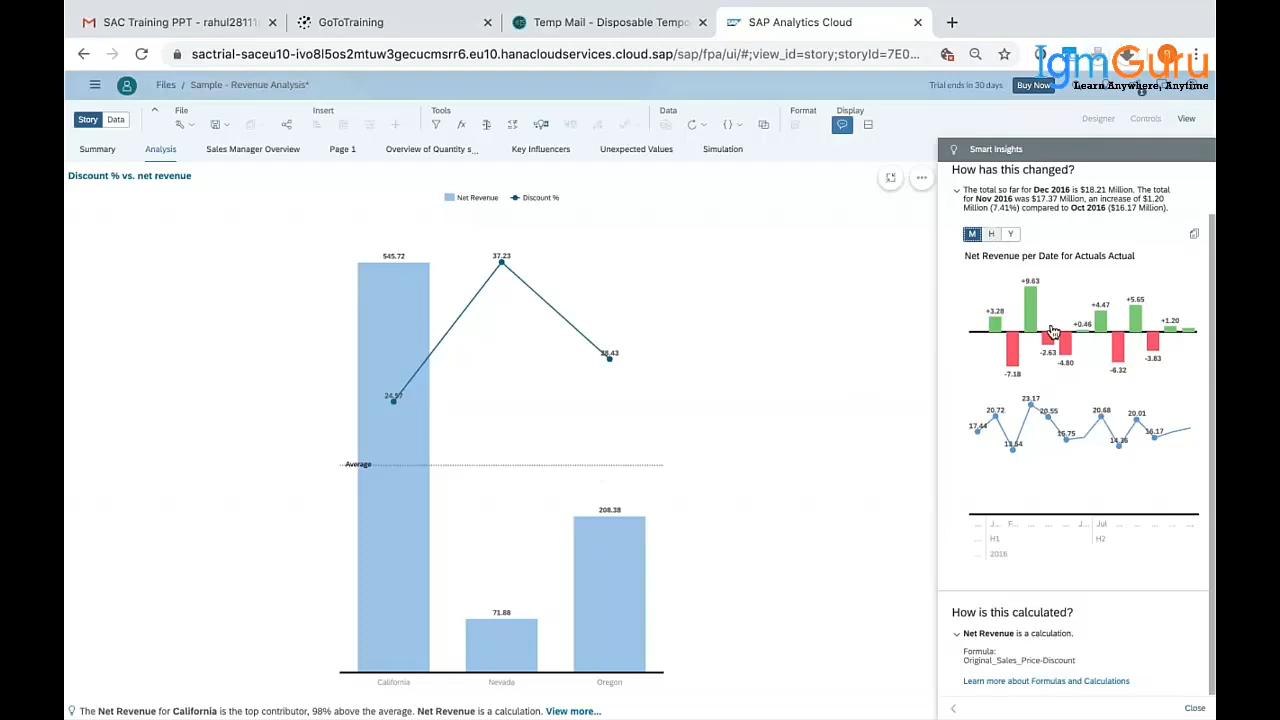 SAC Training PPT - rahul28111
GoToTraining
Temp Mail - Disposable Tempo
SAP Analytics Cloud
sactrial-saceu10-ivo8l5os2mtuw3gecucmsrr6.eu10.hanacloudservices.cloud.sap/sap/fpa/ui/#;view_id=story;storyId=7E0...
IgmGuru
Learn Anywhere, Anytime
Files / Sample - Revenue Analysis*
Trial ends in 30 days
Buy Now
Story Data
File
Insert
Tools
Data
Format
Display
Designer
Controls
View
Summary
Analysis
Sales Manager Overview
Page 1
Overview of Quantity s...
Key Influencers
Unexpected Values
Simulation
Discount % vs. net revenue
Net Revenue
Discount %
545.72
37.23
24.57
28.43
Average
208.38
71.88
California
Nevada
Oregon
The Net Revenue for California is the top contributor, 98% above the average. Net Revenue is a calculation. View more...
Smart Insights
How has this changed?
The total so far for Dec 2016 is $18.21 Million. The total
for Nov 2016 was $17.37 Million, an increase of $1.20
Million (7.41%) compared to Oct 2016 ($16.17 Million).
M H Y
Net Revenue per Date for Actuals Actual
+9.63
+3.28
+0.46
+4.47
+5.65
+1.20
-7.18
-2.63
-4.80
-6.32
-3.83
17.44
20.72
13.54
23.17
20.55
15.75
20.68
14.36
20.01
16.17
... J... F... ... ... ... J... Jul ... ... ... ... ...
... H1 H2
... 2016
How is this calculated?
Net Revenue is a calculation.
Formula:
Original_Sales_Price-Discount
Learn more about Formulas and Calculations
Close